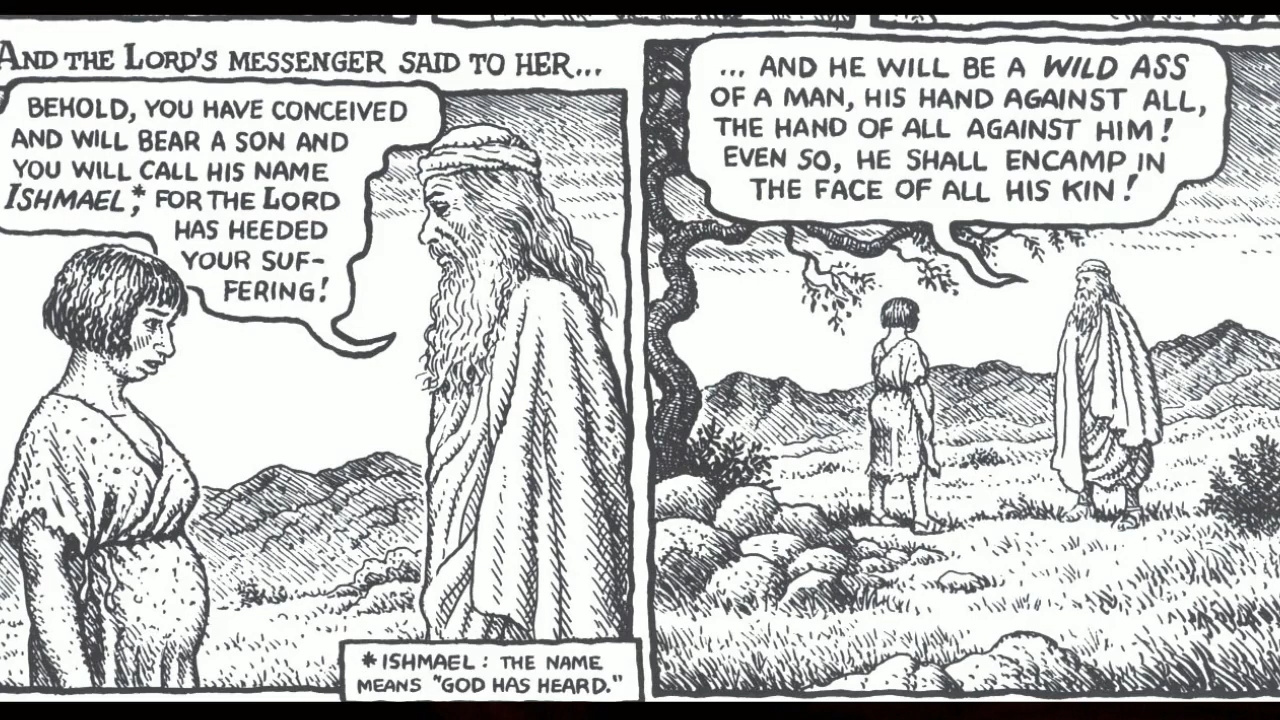 AND THE LORD'S MESSENGER SAID TO HER...
BEHOLD, YOU HAVE CONCEIVED
AND WILL BEAR A SON AND
YOU WILL CALL HIS NAME
ISHMAEL,* FOR THE LORD
HAS HEEDED
YOUR SUF-
FERING!
*ISHMAEL: THE NAME
MEANS "GOD HAS HEARD."
... AND HE WILL BE A WILD ASS
OF A MAN, HIS HAND AGAINST ALL,
THE HAND OF ALL AGAINST HIM!
EVEN SO, HE SHALL ENCAMP IN
THE FACE OF ALL HIS KIN!